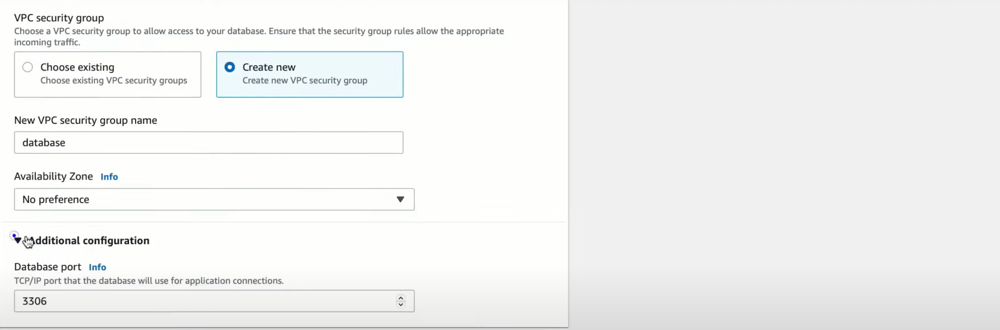 VPC security group
Choose a VPC security group to allow access to your database. Ensure that the security group rules allow the appropriate
incoming traffic.
Choose existing
Choose existing VPC security groups
Create new
Create new VPC security group
New VPC security group name
database
Availability Zone Info
No preference
Additional configuration
Database port Info
TCP/IP port that the database will use for application connections.
3306